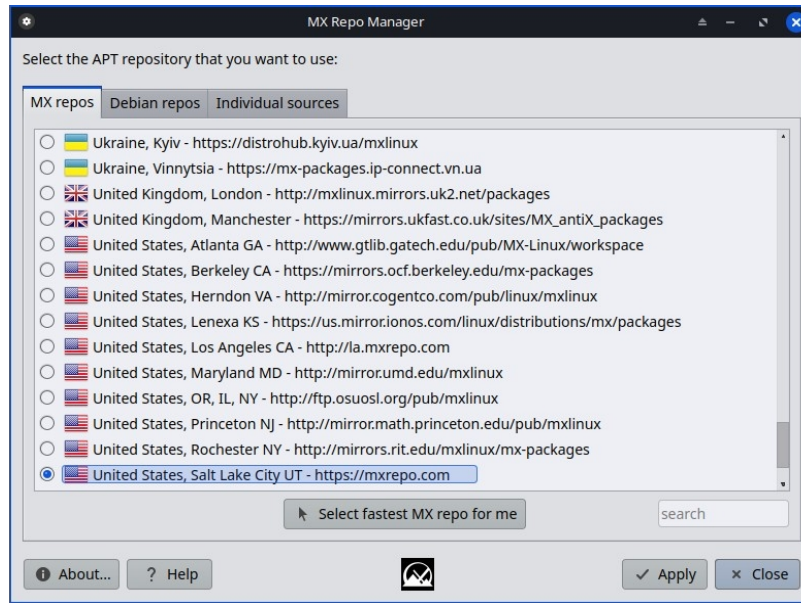 MX Repo Manager
Select the APT repository that you want to use:
MX repos Debian repos Individual sources
Ukraine, Kyiv - https://distrohub.kyiv.ua/mxlinux
Ukraine, Vinnytsia - https://mx-packages.ip-connect.vn.ua
United Kingdom, London - http://mxlinux.mirrors.uk2.net/packages
United Kingdom, Manchester - https://mirrors.ukfast.co.uk/sites/MX_antiX_packages
United States, Atlanta GA - http://www.gtlib.gatech.edu/pub/MX-Linux/workspace
United States, Berkeley CA - https://mirrors.ocf.berkeley.edu/mx-packages
United States, Herndon VA - http://mirror.cogentco.com/pub/linux/mxlinux
United States, Lenexa KS - https://us.mirror.ionos.com/linux/distributions/mx/packages
United States, Los Angeles CA - http://la.mxrepo.com
United States, Maryland MD - http://mirror.umd.edu/mxlinux
United States, OR, IL, NY - http://ftp.osuosl.org/pub/mxlinux
United States, Princeton NJ - http://mirror.math.princeton.edu/pub/mxlinux
United States, Rochester NY - http://mirrors.rit.edu/mxlinux/mx-packages
United States, Salt Lake City UT - https://mxrepo.com
Select fastest MX repo for me search
About... ? Help Apply Close